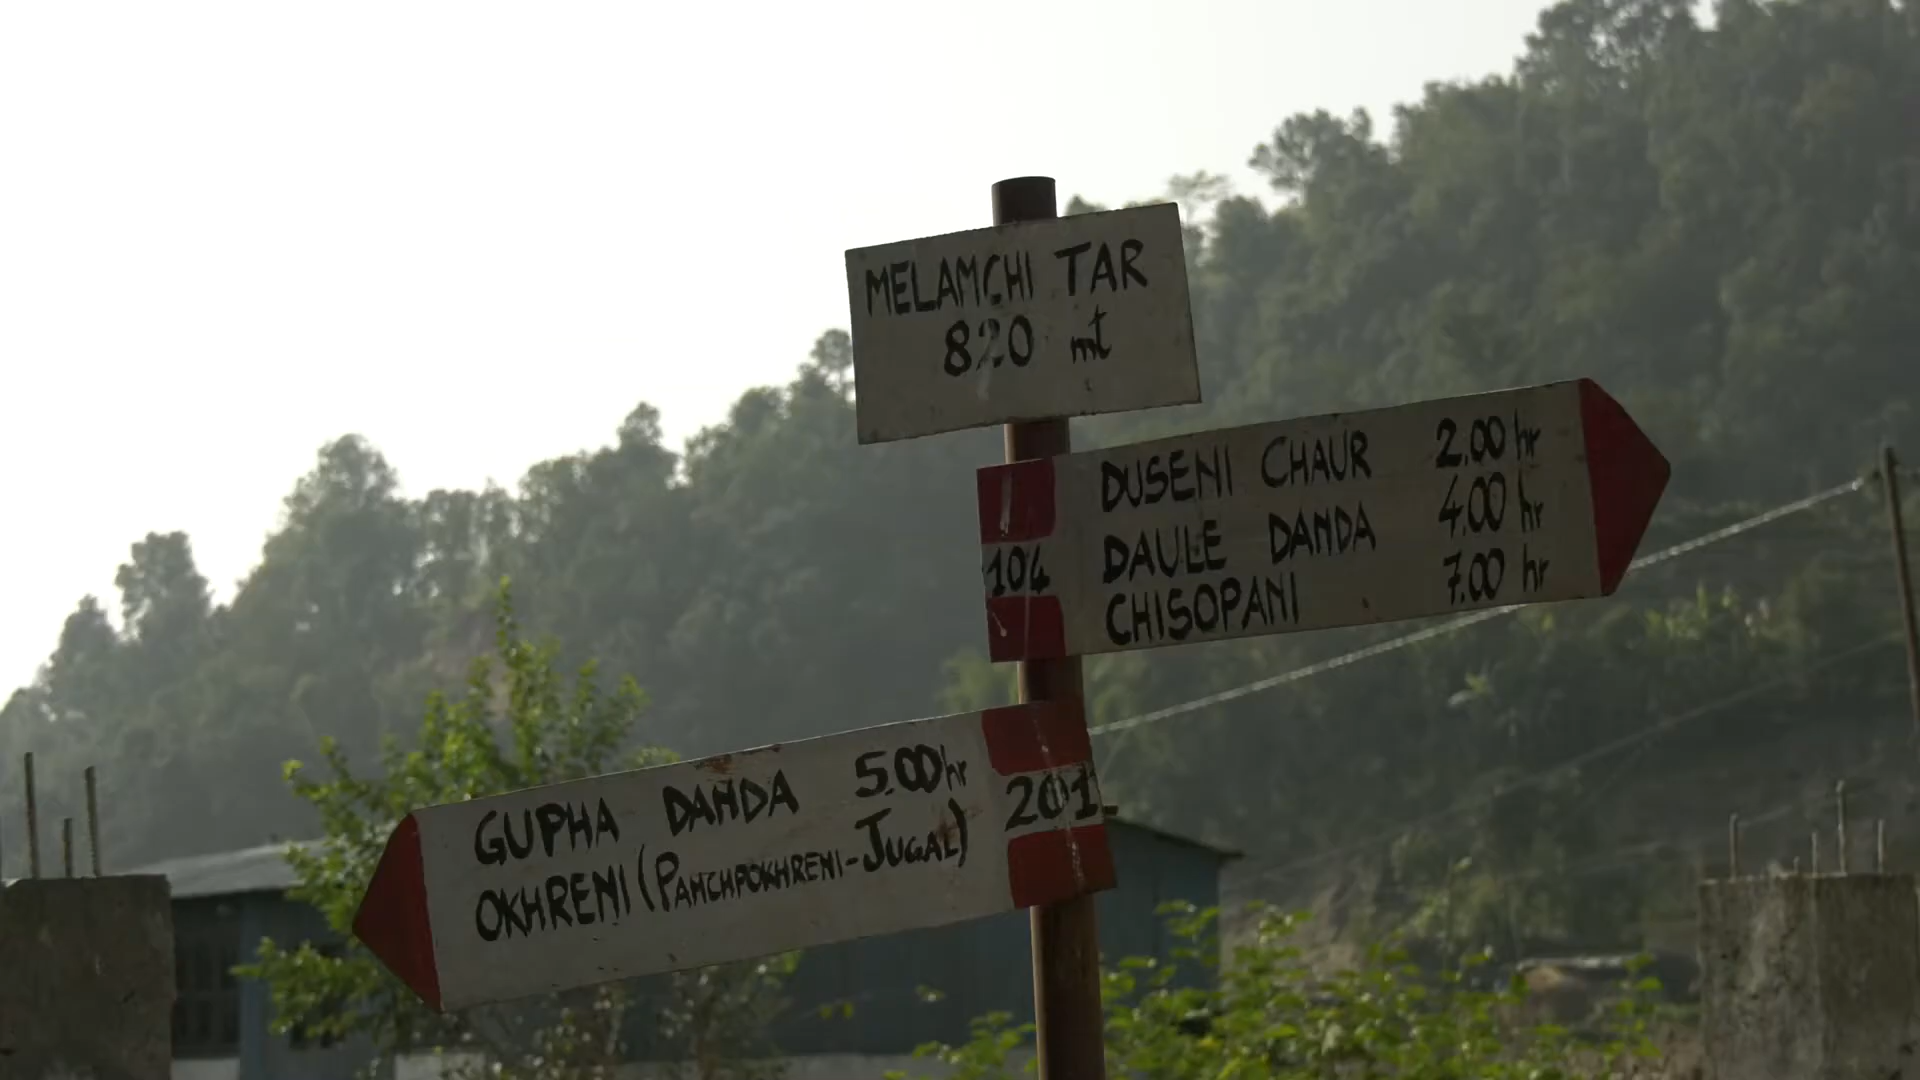 MELAMCHI TAR
820 mt
DUSENI CHAUR 2.00 hr
104 DAULE DANDA 4.00 hr
CHISOPANI 7.00 hr
GUPHA DANDA 5.00 hr
OKHRENI (PANCHPOKHRENI-JUGAL) 201